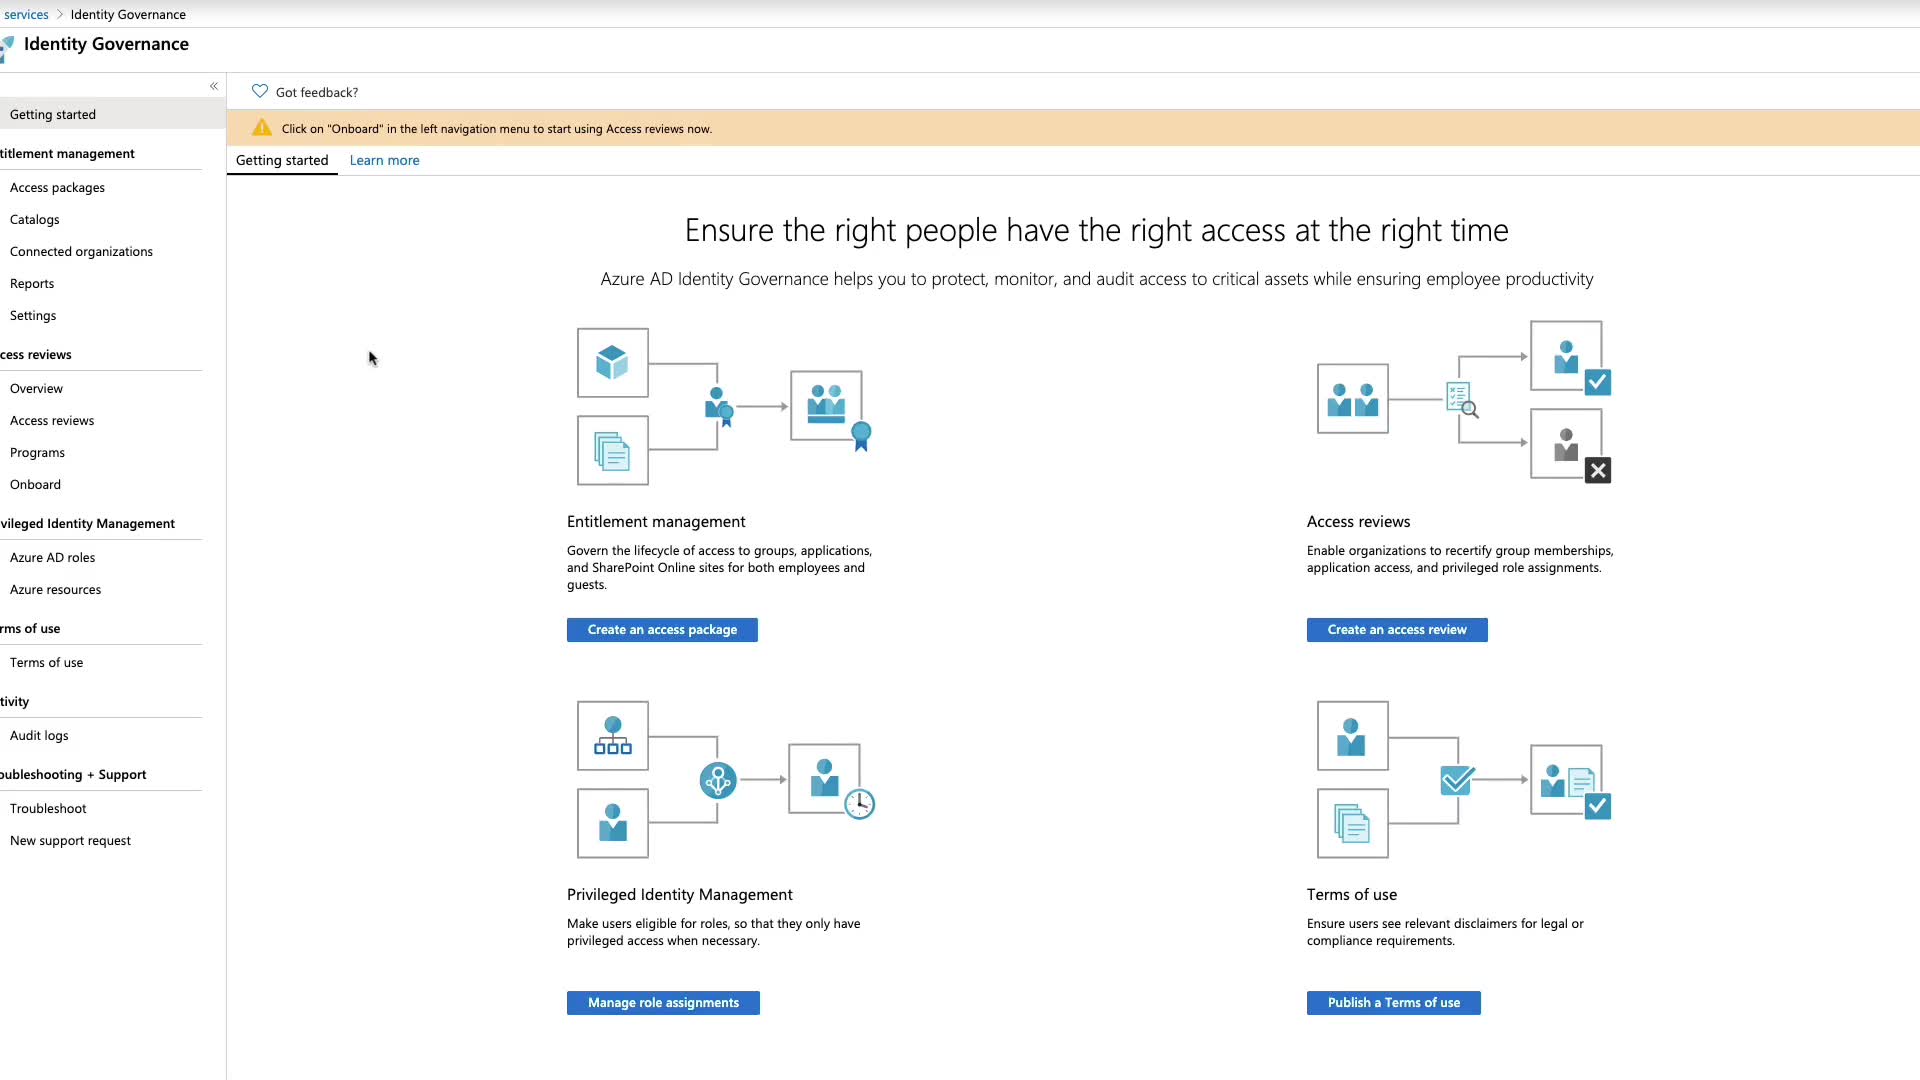 services > Identity Governance
Identity Governance
«
Getting started
titlement management
Access packages
Catalogs
Connected organizations
Reports
Settings
cess reviews
Overview
Access reviews
Programs
Onboard
vileged Identity Management
Azure AD roles
Azure resources
rms of use
Terms of use
tivity
Audit logs
oubleshooting + Support
Troubleshoot
New support request
Got feedback?
Click on "Onboard" in the left navigation menu to start using Access reviews now.
Getting started Learn more
Ensure the right people have the right access at the right time
Azure AD Identity Governance helps you to protect, monitor, and audit access to critical assets while ensuring employee productivity
Entitlement management
Govern the lifecycle of access to groups, applications,
and SharePoint Online sites for both employees and
guests.
Create an access package
Access reviews
Enable organizations to recertify group memberships,
application access, and privileged role assignments.
Create an access review
Privileged Identity Management
Make users eligible for roles, so that they only have
privileged access when necessary.
Manage role assignments
Terms of use
Ensure users see relevant disclaimers for legal or
compliance requirements.
Publish a Terms of use